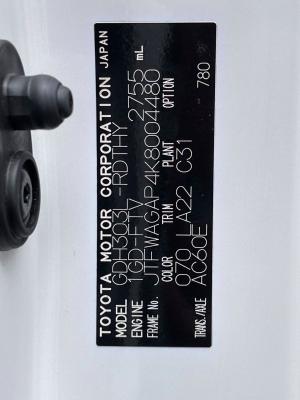 TOYOTA MOTOR CORPORATION JAPAN
MODEL GDH303L -RDTHY
ENGINE 1GD-FTV 2755 mL
FRAME No. JTFWAGAP4K8004480
COLOR TRIM PLANT OPTION
070 LA22 C31
AC60E 780
TRANS./AXLE